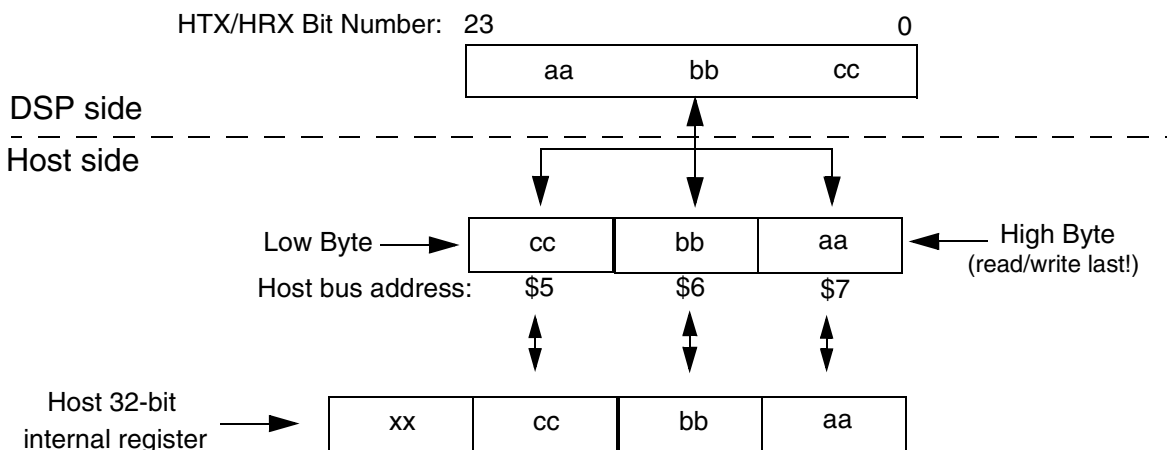 HTX/HRX Bit Number: 23 0
aa bb cc
DSP side
Host side
Low Byte cc bb aa High Byte
(read/write last!)
Host bus address: $5 $6 $7
Host 32-bit
internal register
xx cc bb aa